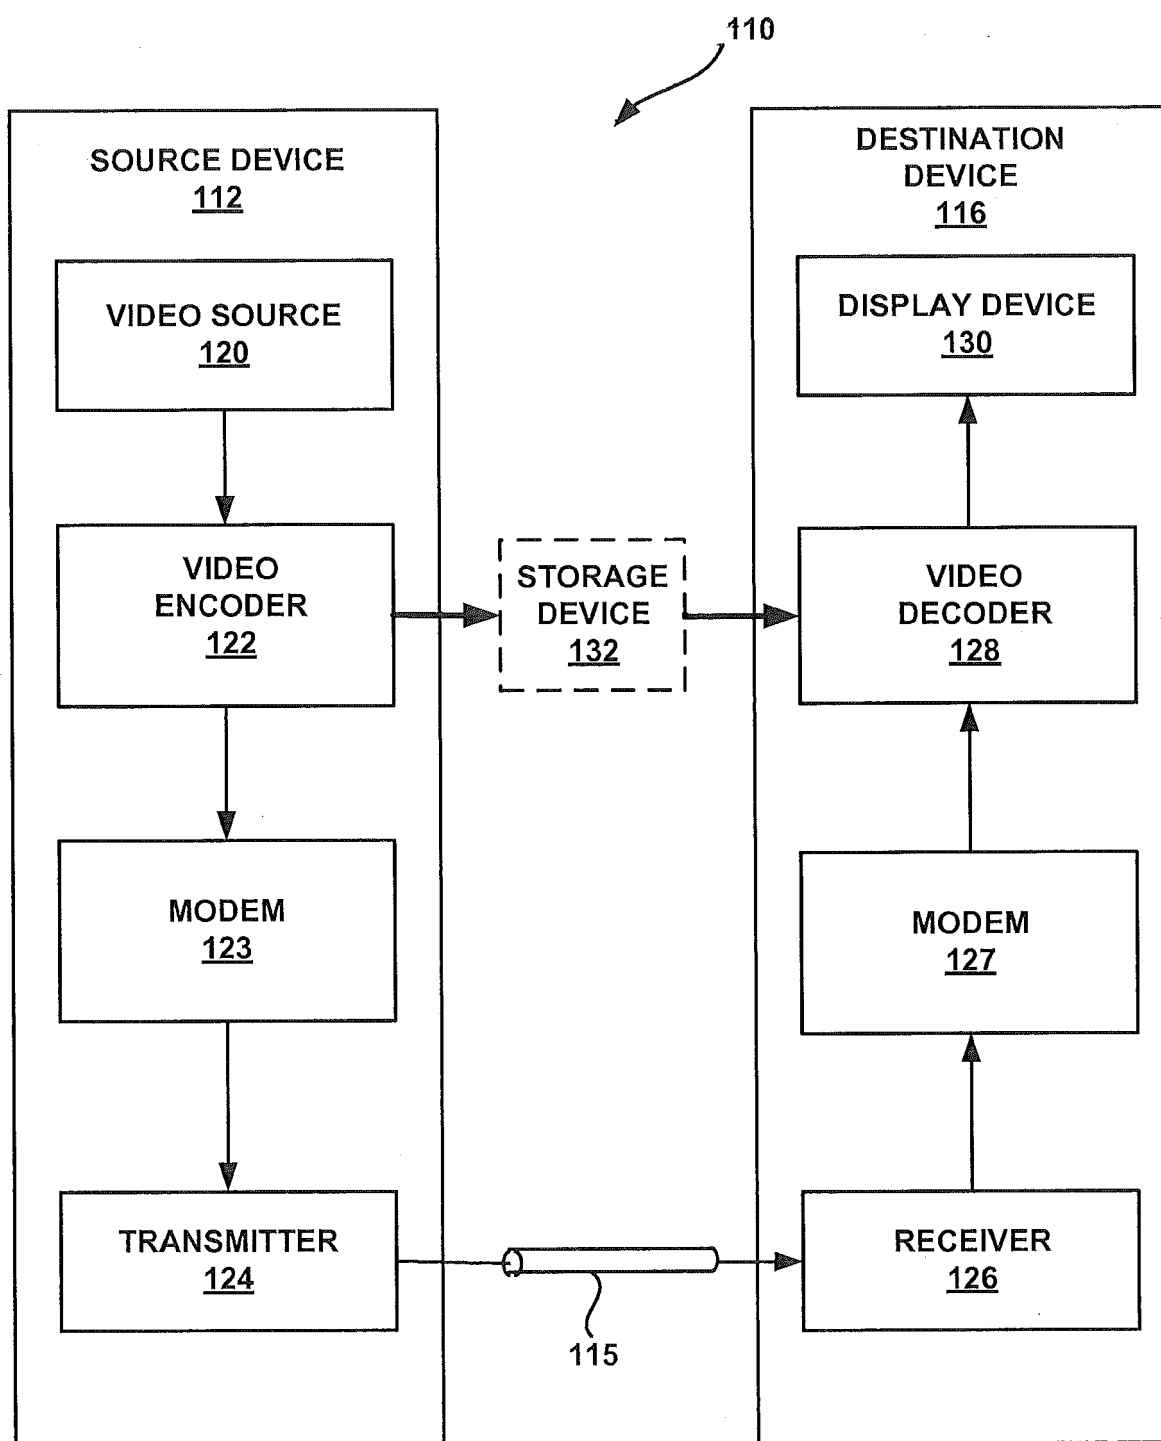 110
SOURCE DEVICE
112
VIDEO SOURCE
120
VIDEO
ENCODER
122
MODEM
123
TRANSMITTER
124
STORAGE
DEVICE
132
115
DESTINATION
DEVICE
116
DISPLAY DEVICE
130
VIDEO
DECODER
128
MODEM
127
RECEIVER
126